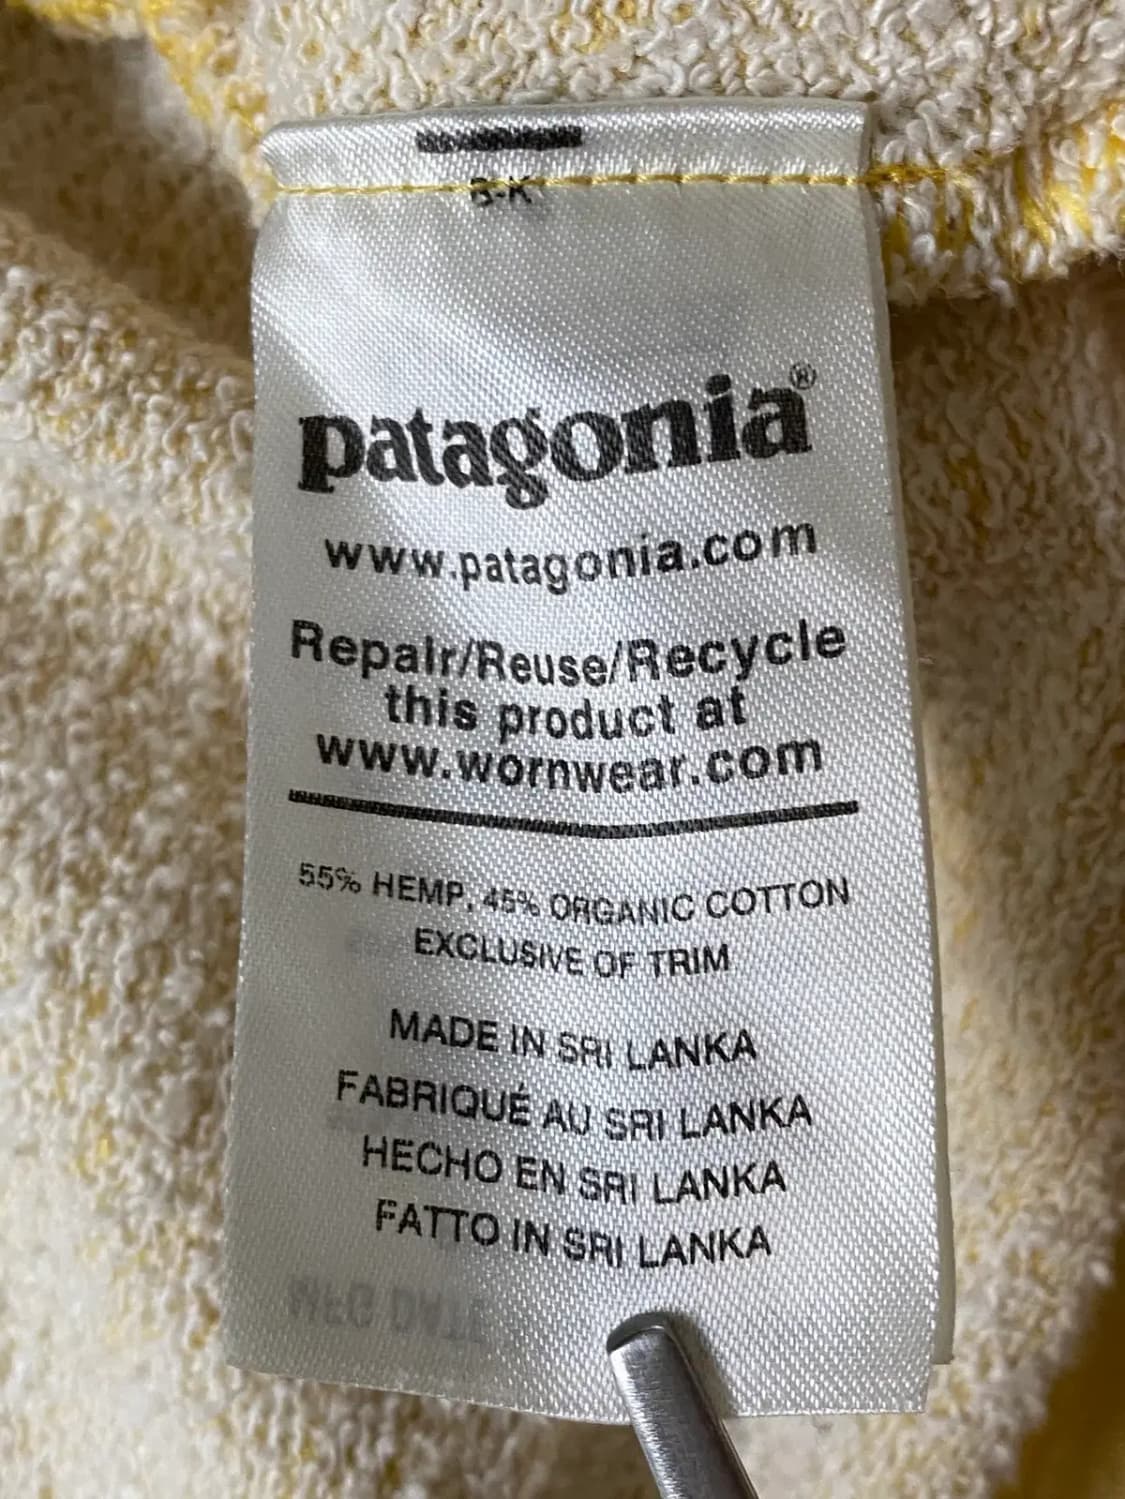 patagonia®
www.patagonia.com
Repair/Reuse/Recycle
this product at
www.wornwear.com
55% HEMP, 45% ORGANIC COTTON
EXCLUSIVE OF TRIM
MADE IN SRI LANKA
FABRIQUÉ AU SRI LANKA
HECHO EN SRI LANKA
FATTO IN SRI LANKA